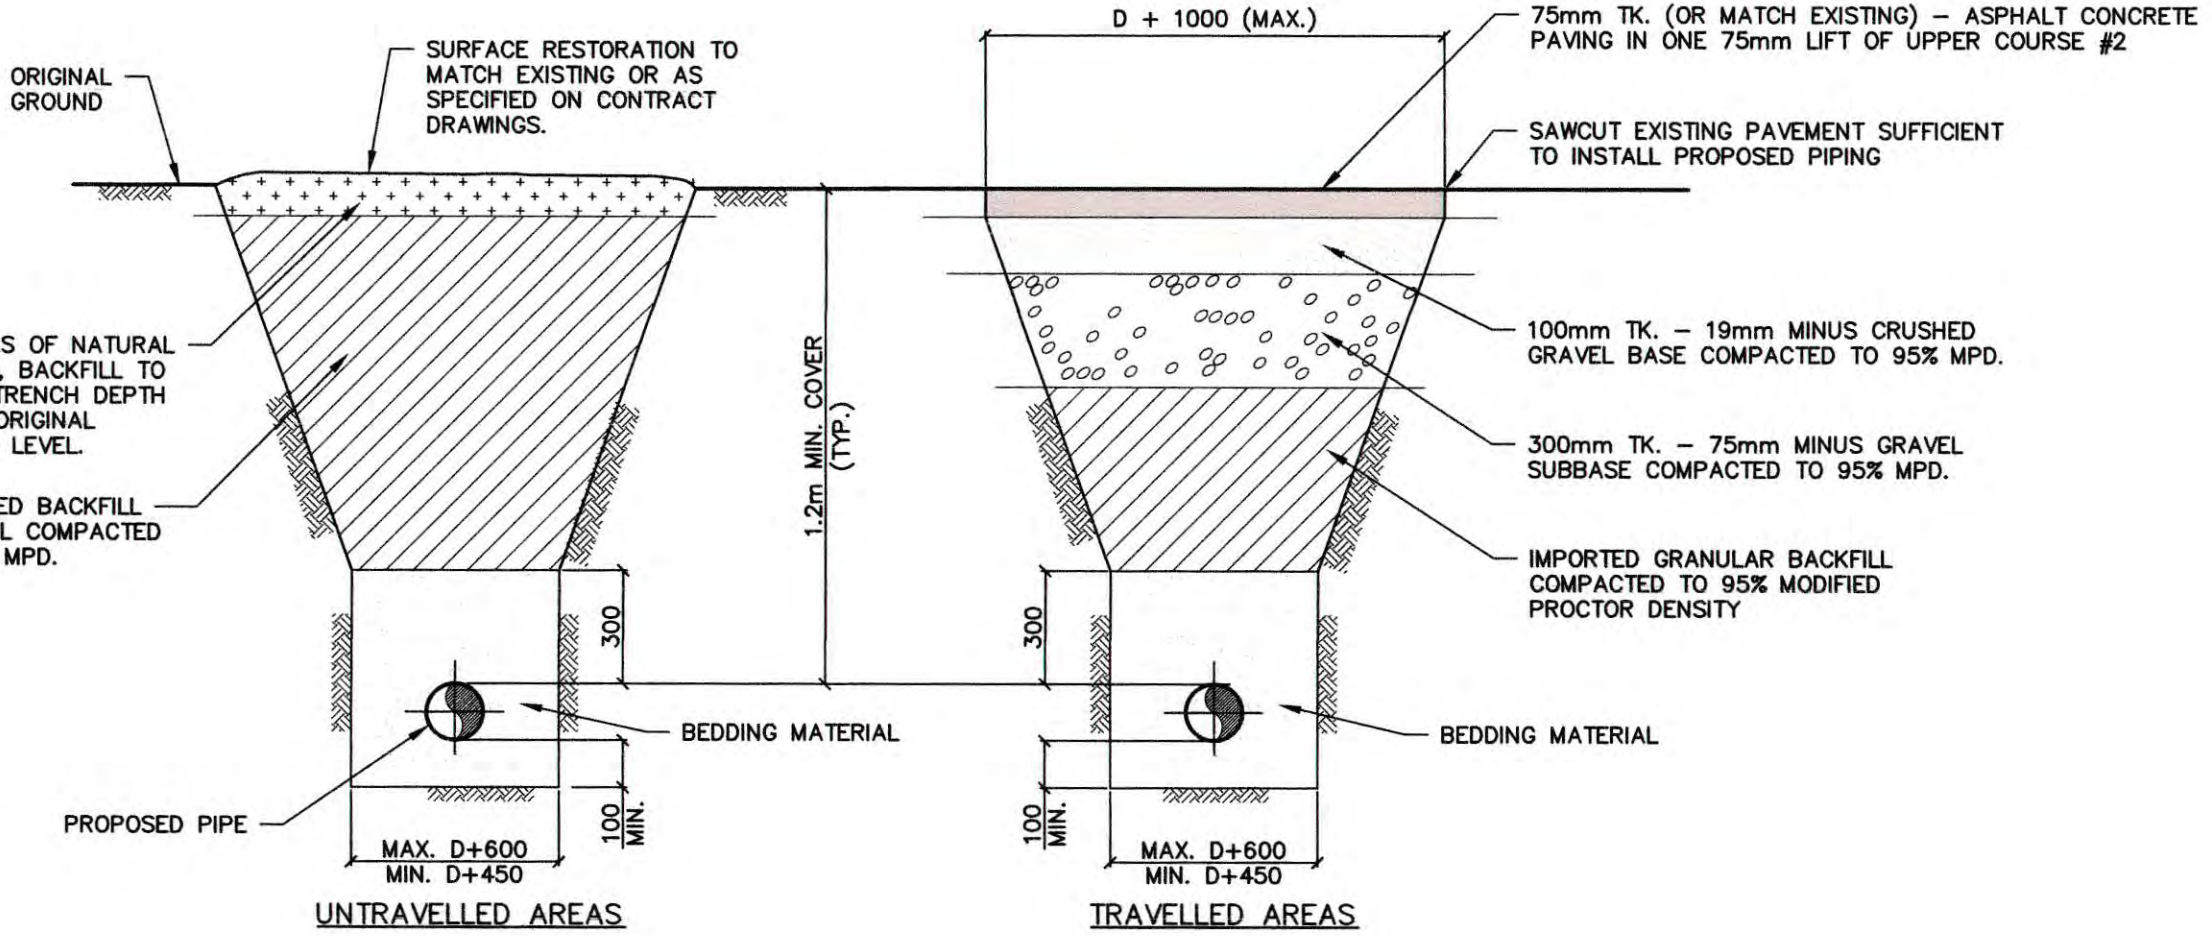 ORIGINAL
GROUND
SURFACE RESTORATION TO
MATCH EXISTING OR AS
SPECIFIED ON CONTRACT
DRAWINGS.
S OF NATURAL
BACKFILL TO
TRENCH DEPTH
ORIGINAL
LEVEL.
ED BACKFILL
L COMPACTED
MPD.
PROPOSED PIPE
BEDDING MATERIAL
300
100
MIN.
MAX. D+600
MIN. D+450
UNTRAVELLED AREAS
1.2m MIN. COVER
(TYP.)
D + 1000 (MAX.)
75mm TK. (OR MATCH EXISTING) – ASPHALT CONCRETE
PAVING IN ONE 75mm LIFT OF UPPER COURSE #2
SAWCUT EXISTING PAVEMENT SUFFICIENT
TO INSTALL PROPOSED PIPING
100mm TK. – 19mm MINUS CRUSHED
GRAVEL BASE COMPACTED TO 95% MPD.
300mm TK. – 75mm MINUS GRAVEL
SUBBASE COMPACTED TO 95% MPD.
IMPORTED GRANULAR BACKFILL
COMPACTED TO 95% MODIFIED
PROCTOR DENSITY
BEDDING MATERIAL
300
100
MIN.
MAX. D+600
MIN. D+450
TRAVELLED AREAS